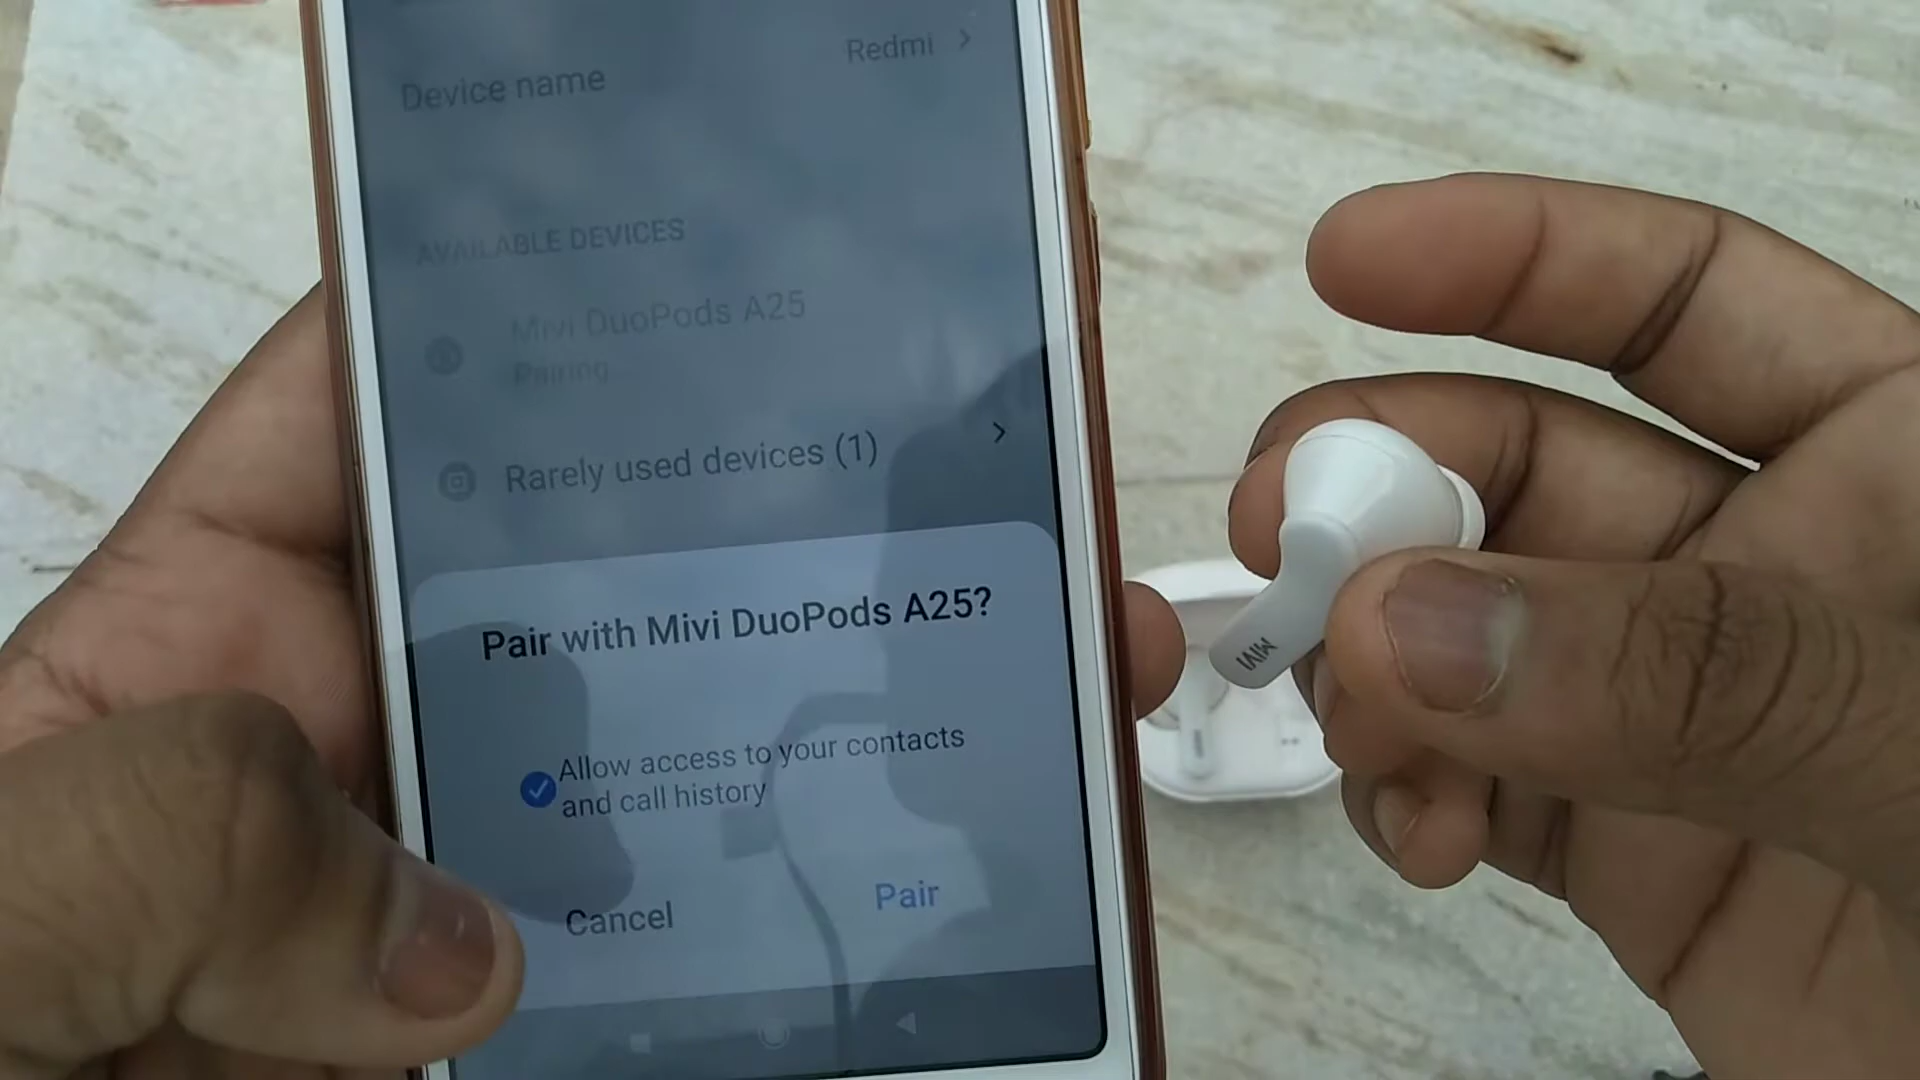 Redmi
Device name
AVAILABLE DEVICES
Mivi DuoPods A25
Pairing...
Rarely used devices (1)
Pair with Mivi DuoPods A25?
Allow access to your contacts
and call history
Cancel
Pair
MIVI